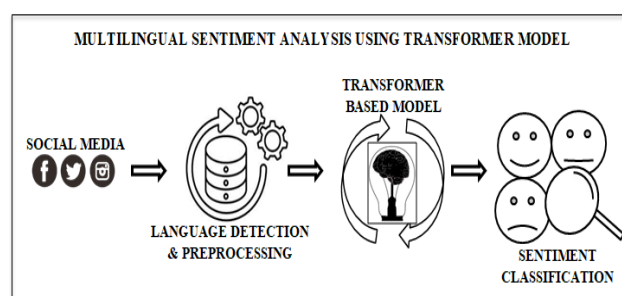 MULTILINGUAL SENTIMENT ANALYSIS USING TRANSFORMER MODEL
SOCIAL MEDIA
LANGUAGE DETECTION
& PREPROCESSING
TRANSFORMER
BASED MODEL
SENTIMENT
CLASSIFICATION